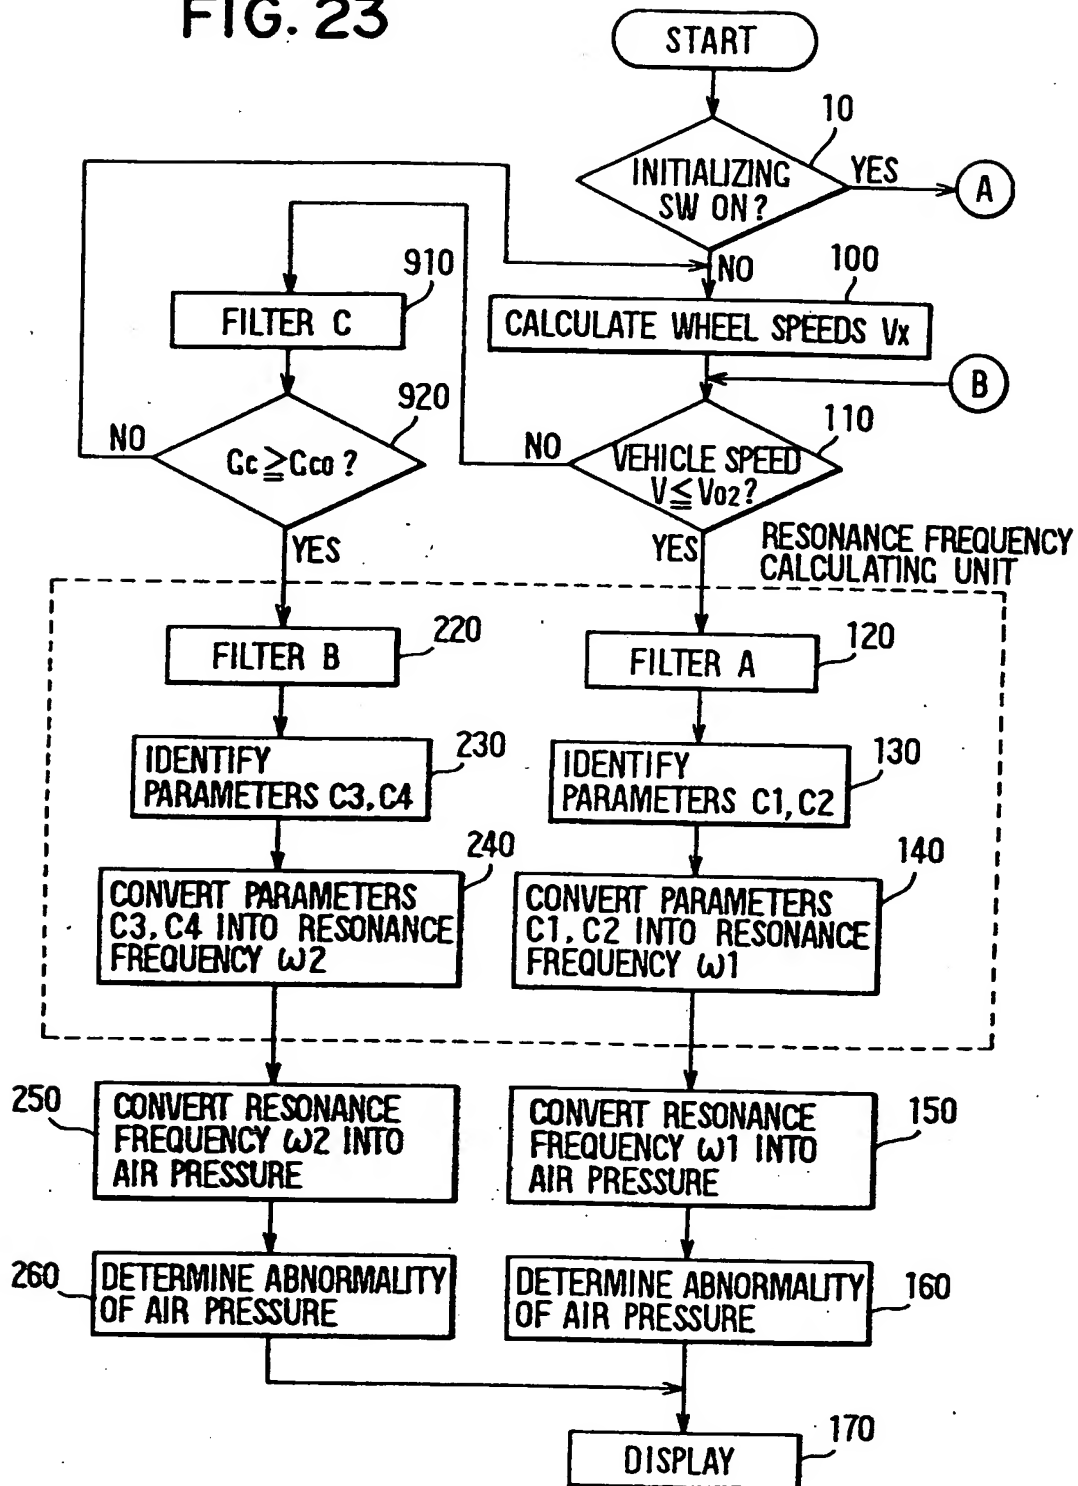 FIG. 23
START
10
INITIALIZING
SW ON?
YES
A
NO
100
CALCULATE WHEEL SPEEDS Vx
B
910
FILTER C
920
NO
Gc≧Gco?
YES
110
NO
VEHICLE SPEED
V≦V02?
YES
RESONANCE FREQUENCY
CALCULATING UNIT
220
FILTER B
120
FILTER A
230
IDENTIFY
PARAMETERS C3, C4
130
IDENTIFY
PARAMETERS C1, C2
240
CONVERT PARAMETERS
C3, C4 INTO RESONANCE
FREQUENCY ω2
140
CONVERT PARAMETERS
C1, C2 INTO RESONANCE
FREQUENCY ω1
250
CONVERT RESONANCE
FREQUENCY ω2 INTO
AIR PRESSURE
150
CONVERT RESONANCE
FREQUENCY ω1 INTO
AIR PRESSURE
260
DETERMINE ABNORMALITY
OF AIR PRESSURE
160
DETERMINE ABNORMALITY
OF AIR PRESSURE
170
DISPLAY